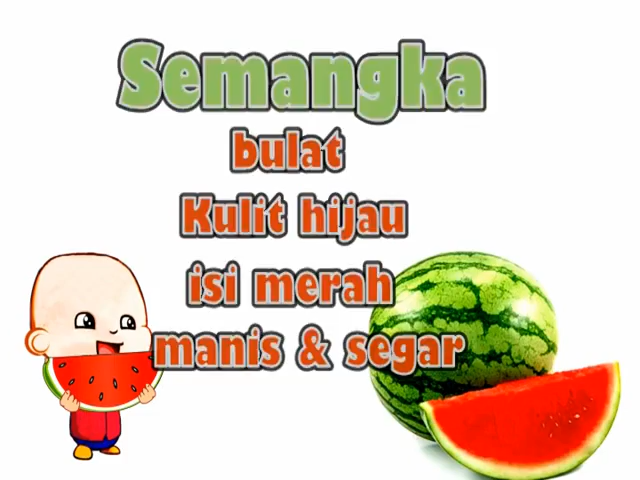 Semangka
bulat
Kulit hijau
isi merah
manis & segar